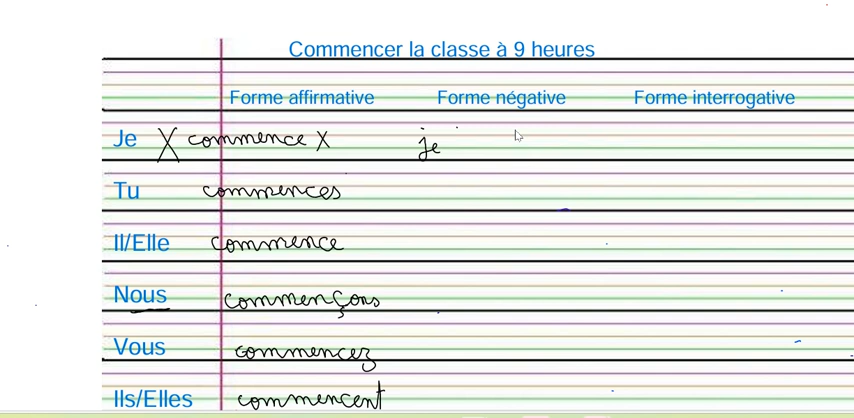 Commencer la classe à 9 heures
Forme affirmative Forme négative Forme interrogative
Je X commence X je
Tu commences
Il/Elle commence
Nous commençons
Vous commencez
Ils/Elles commencent